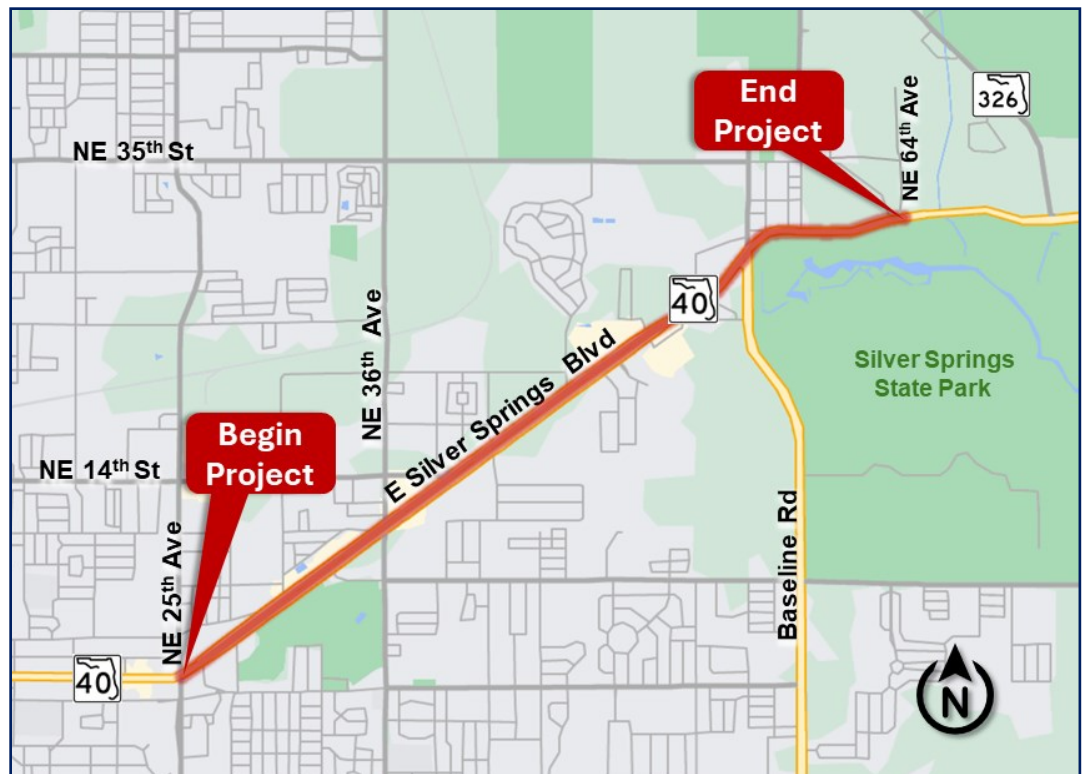 End
Project
326
NE 64th Ave
NE 35th St
40
NE 36th Ave
E Silver Springs Blvd
Silver Springs
State Park
Begin
Project
NE 14th St
NE 25th Ave
Baseline Rd
40
N